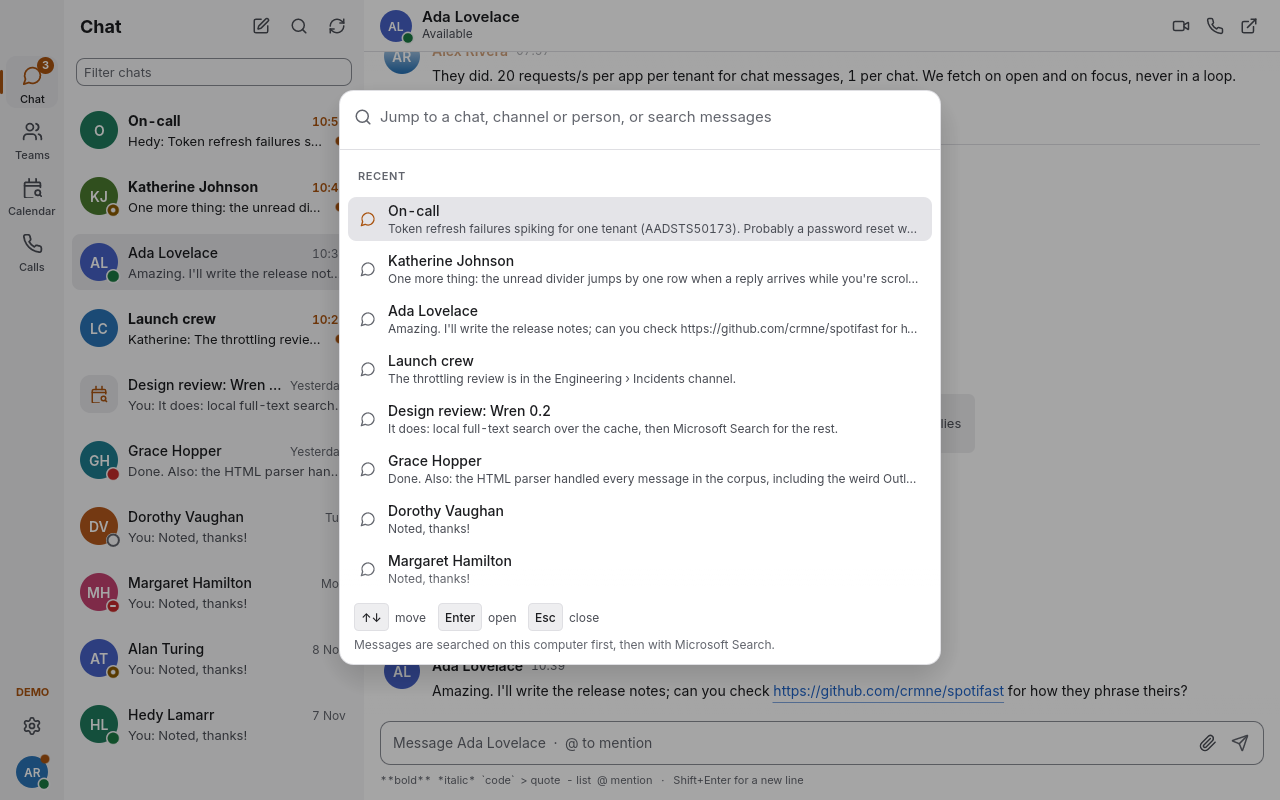 Chat
3
Chat
Teams
Calendar
Calls
DEMO
AR
Filter chats
O
On-call
10:5
Hedy: Token refresh failures s...
KJ
Katherine Johnson
10:4
One more thing: the unread di...
AL
Ada Lovelace
10:3
Amazing. I'll write the release not...
LC
Launch crew
10:2
Katherine: The throttling revie...
Design review: Wren ...
Yesterda
You: It does: local full-text search.
GH
Grace Hopper
Yesterda
Done. Also: the HTML parser han...
DV
Dorothy Vaughan
Tu
You: Noted, thanks!
MH
Margaret Hamilton
Mo
You: Noted, thanks!
AT
Alan Turing
8 No
You: Noted, thanks!
HL
Hedy Lamarr
7 Nov
You: Noted, thanks!
AL
Ada Lovelace
Available
AR
Alex Rivera
They did. 20 requests/s per app per tenant for chat messages, 1 per chat. We fetch on open and on focus, never in a loop.
Jump to a chat, channel or person, or search messages
RECENT
On-call
Token refresh failures spiking for one tenant (AADSTS50173). Probably a password reset w...
Katherine Johnson
One more thing: the unread divider jumps by one row when a reply arrives while you're scrol...
Ada Lovelace
Amazing. I'll write the release notes; can you check https://github.com/crmne/spotifast for h...
Launch crew
The throttling review is in the Engineering › Incidents channel.
Design review: Wren 0.2
It does: local full-text search over the cache, then Microsoft Search for the rest.
Grace Hopper
Done. Also: the HTML parser handled every message in the corpus, including the weird Outl...
Dorothy Vaughan
Noted, thanks!
Margaret Hamilton
Noted, thanks!
↑↓ move Enter open Esc close
Messages are searched on this computer first, then with Microsoft Search.
lies
AL
Ada Lovelace 10:39
Amazing. I'll write the release notes; can you check https://github.com/crmne/spotifast for how they phrase theirs?
Message Ada Lovelace · @ to mention
**bold** *italic* `code` > quote - list @ mention · Shift+Enter for a new line